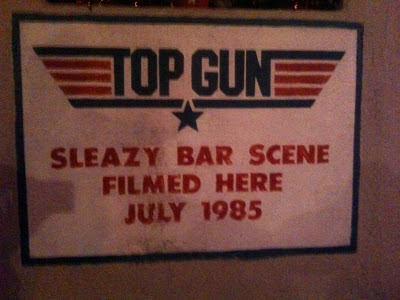 TOP GUN
SLEAZY BAR SCENE
FILMED HERE
JULY 1985